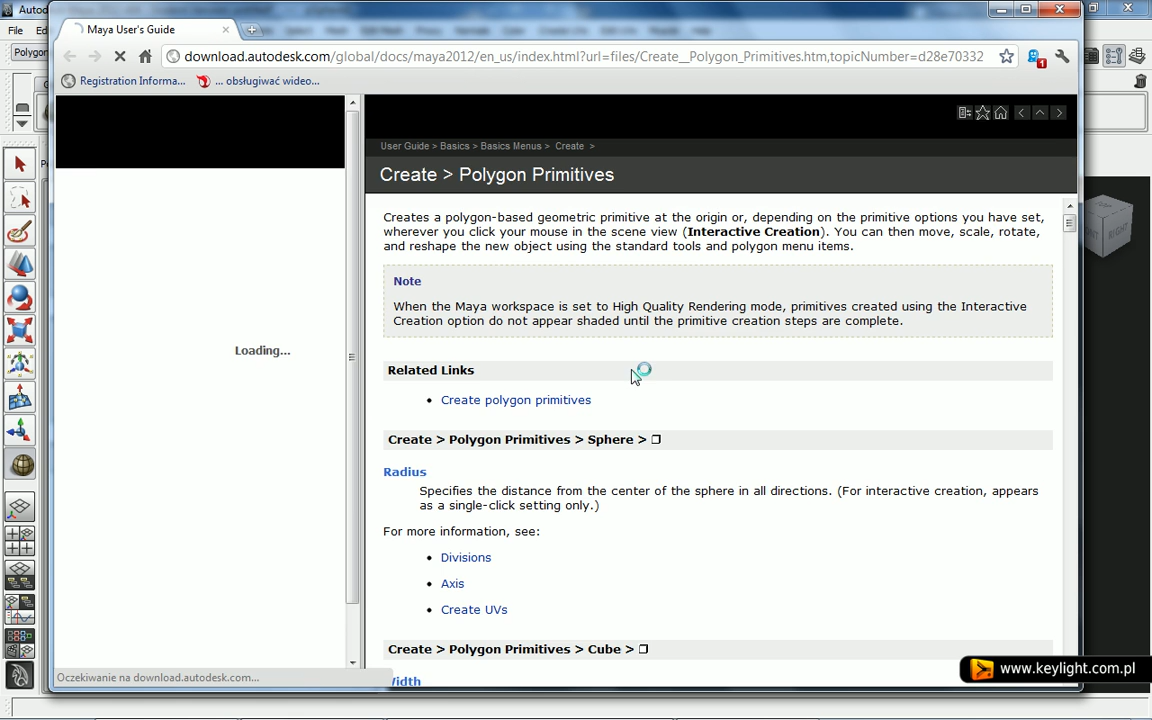 Autod
File Ed
Polygon
Maya User's Guide
download.autodesk.com/global/docs/maya2012/en_us/index.html?url=files/Create__Polygon_Primitives.htm,topicNumber=d28e70332
1
Registration Informa...
... obsługiwać wideo...
User Guide > Basics > Basics Menus > Create >
Create > Polygon Primitives
Creates a polygon-based geometric primitive at the origin or, depending on the primitive options you have set,
wherever you click your mouse in the scene view (Interactive Creation). You can then move, scale, rotate,
and reshape the new object using the standard tools and polygon menu items.
Note
When the Maya workspace is set to High Quality Rendering mode, primitives created using the Interactive
Creation option do not appear shaded until the primitive creation steps are complete.
Loading...
Related Links
Create polygon primitives
Create > Polygon Primitives > Sphere >
Radius
Specifies the distance from the center of the sphere in all directions. (For interactive creation, appears
as a single-click setting only.)
For more information, see:
Divisions
Axis
Create UVs
Create > Polygon Primitives > Cube >
Width
Oczekiwanie na download.autodesk.com...
RIGHT
www.keylight.com.pl